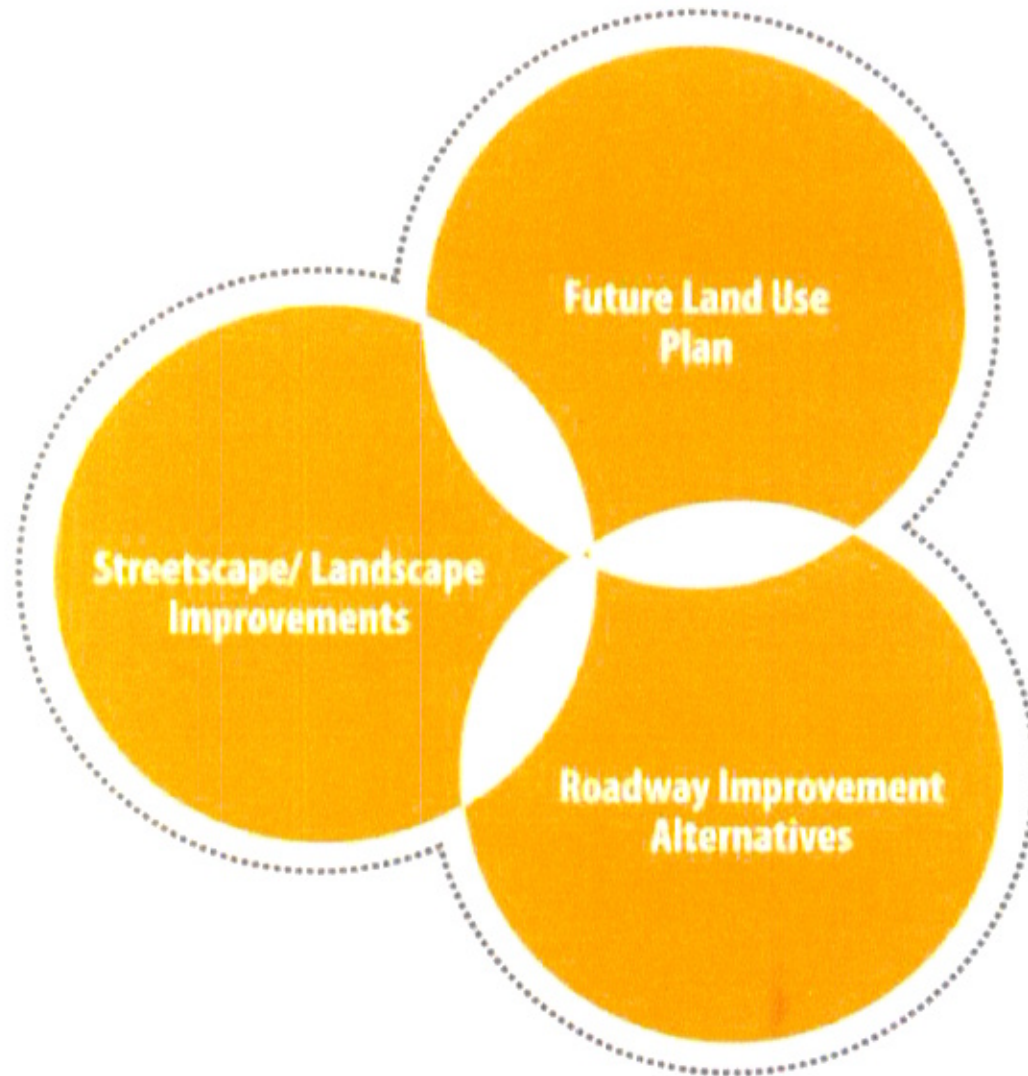 Future Land Use
Plan
Streetscape/ Landscape
Improvements
Roadway Improvement
Alternatives